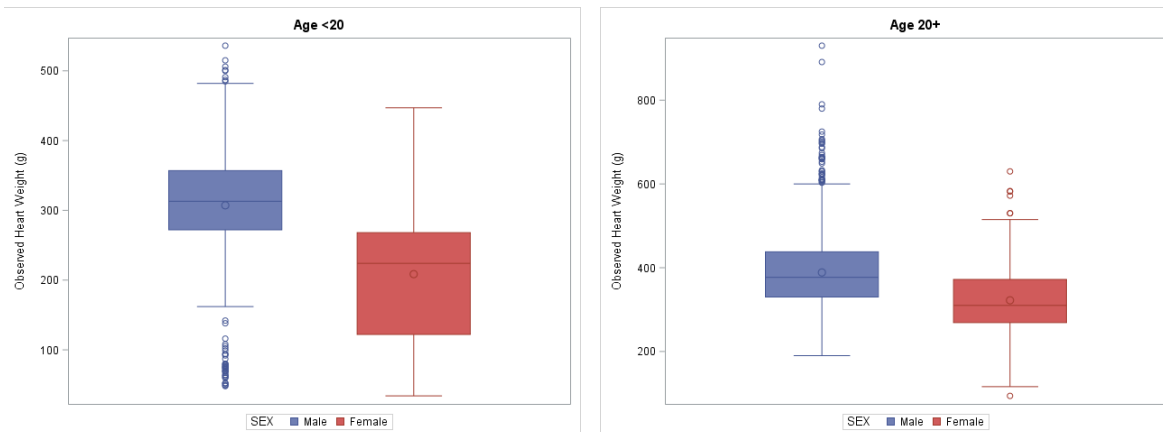 Age <20
Observed Heart Weight (g)
500
400
300
200
100
SEX Male Female
Age 20+
Observed Heart Weight (g)
800
600
400
200
SEX Male Female